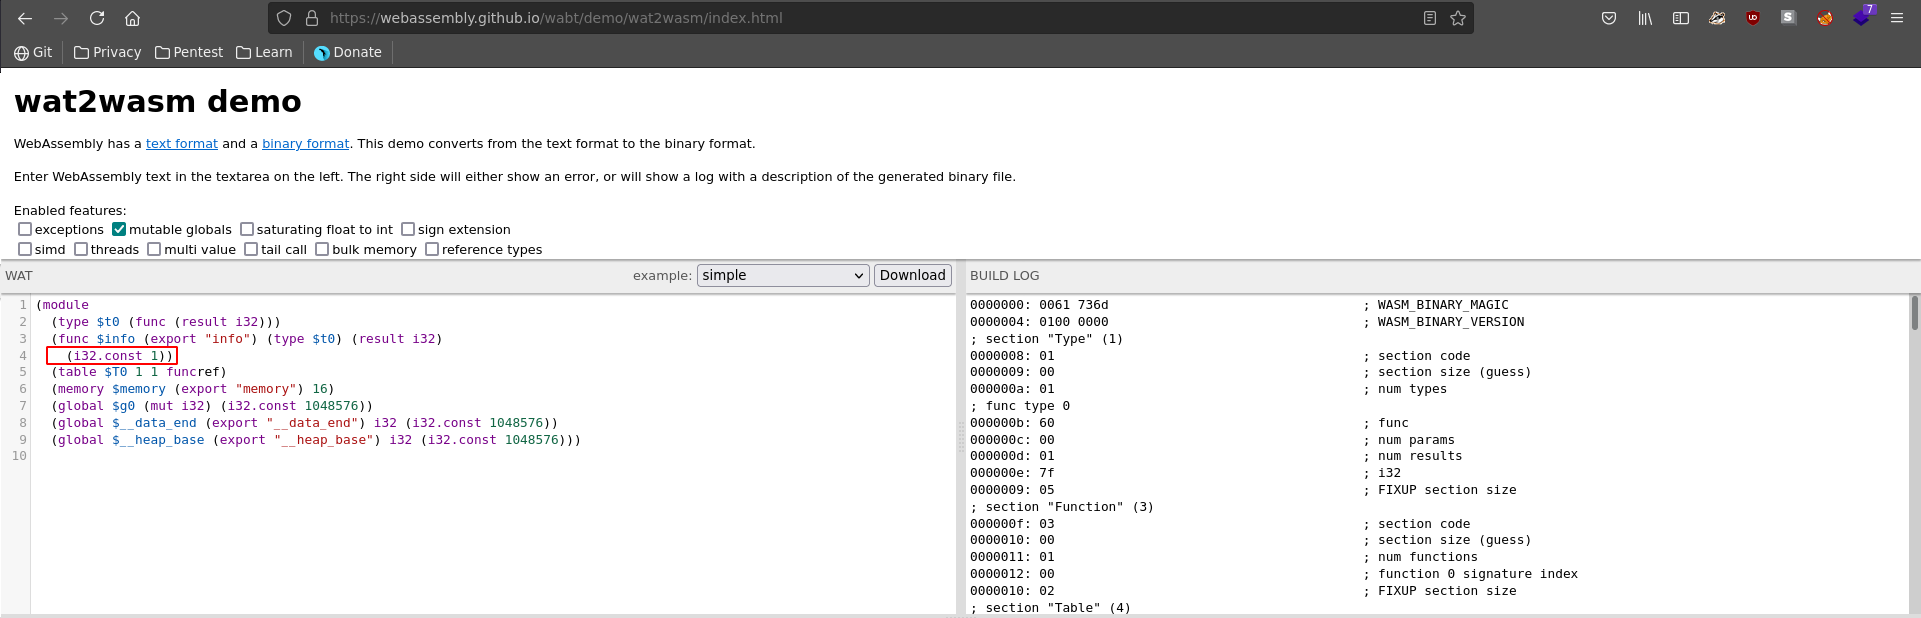 https://webassembly.github.io/wabt/demo/wat2wasm/index.html
7
Git Privacy Pentest Learn Donate
wat2wasm demo
WebAssembly has a text format and a binary format. This demo converts from the text format to the binary format.
Enter WebAssembly text in the textarea on the left. The right side will either show an error, or will show a log with a description of the generated binary file.
Enabled features:
exceptions mutable globals saturating float to int sign extension
simd threads multi value tail call bulk memory reference types
WAT example: simple Download
1 (module
2 (type $t0 (func (result i32)))
3 (func $info (export "info") (type $t0) (result i32)
4 (i32.const 1))
5 (table $T0 1 1 funcref)
6 (memory $memory (export "memory") 16)
7 (global $g0 (mut i32) (i32.const 1048576))
8 (global $__data_end (export "__data_end") i32 (i32.const 1048576))
9 (global $__heap_base (export "__heap_base") i32 (i32.const 1048576)))
10
BUILD LOG
0000000: 0061 736d ; WASM_BINARY_MAGIC
0000004: 0100 0000 ; WASM_BINARY_VERSION
; section "Type" (1)
0000008: 01 ; section code
0000009: 00 ; section size (guess)
000000a: 01 ; num types
; func type 0
000000b: 60 ; func
000000c: 00 ; num params
000000d: 01 ; num results
000000e: 7f ; i32
0000009: 05 ; FIXUP section size
; section "Function" (3)
000000f: 03 ; section code
0000010: 00 ; section size (guess)
0000011: 01 ; num functions
0000012: 00 ; function 0 signature index
0000010: 02 ; FIXUP section size
; section "Table" (4)